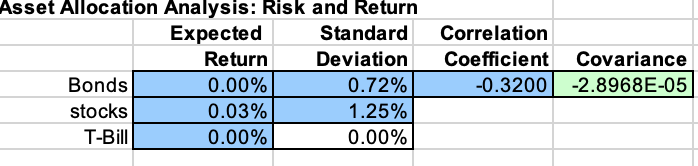 Asset Allocation Analysis: Risk and Return
Expected Standard Correlation
Return Deviation Coefficient Covariance
Bonds 0.00% 0.72% -0.3200 -2.8968E-05
stocks 0.03% 1.25%
T-Bill 0.00% 0.00%